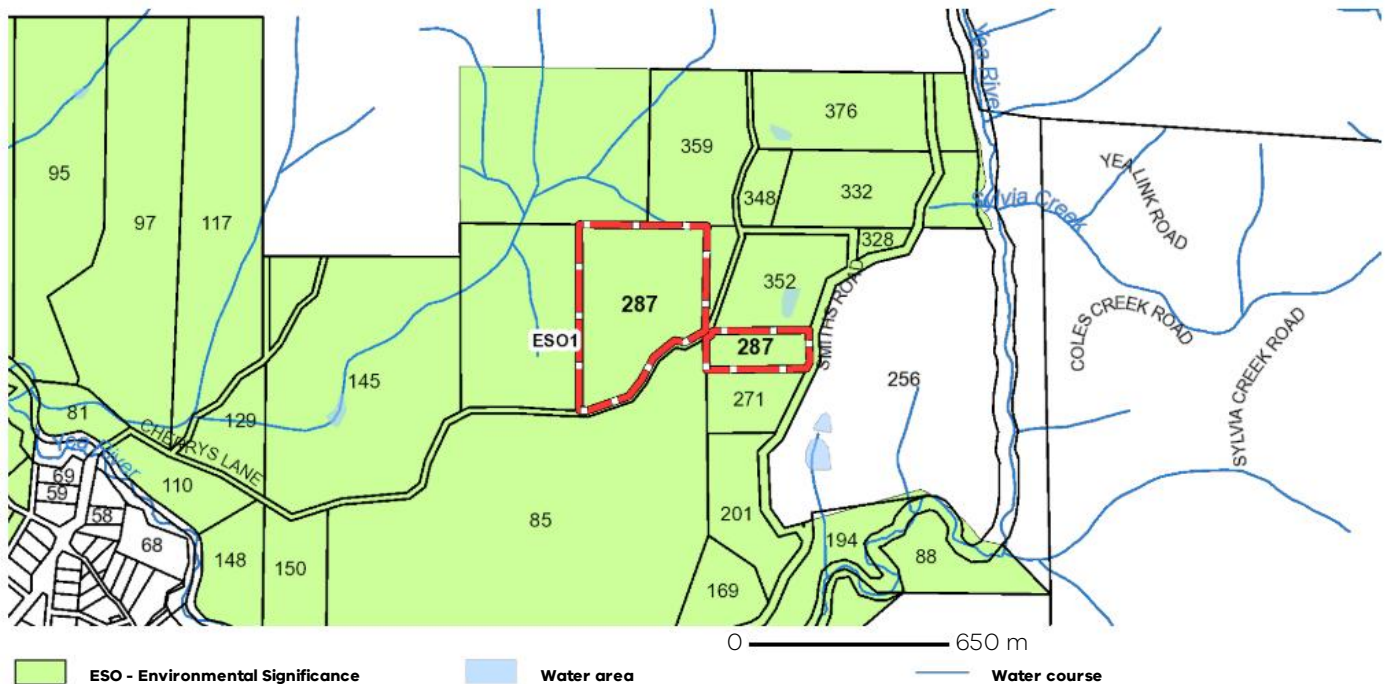 Yea River
376
359
95
YEA LINK ROAD
332
348
Sylvia Creek
97
117
328
352
287
SMITHS ROAD
COLES CREEK ROAD
ESO1
287
SYLVIA CREEK ROAD
145
256
271
81
129
CHERRYS LANE
Yea River
69
59
110
58
85
201
68
194
148
150
88
169
0 650 m
ESO - Environmental Significance Water area Water course